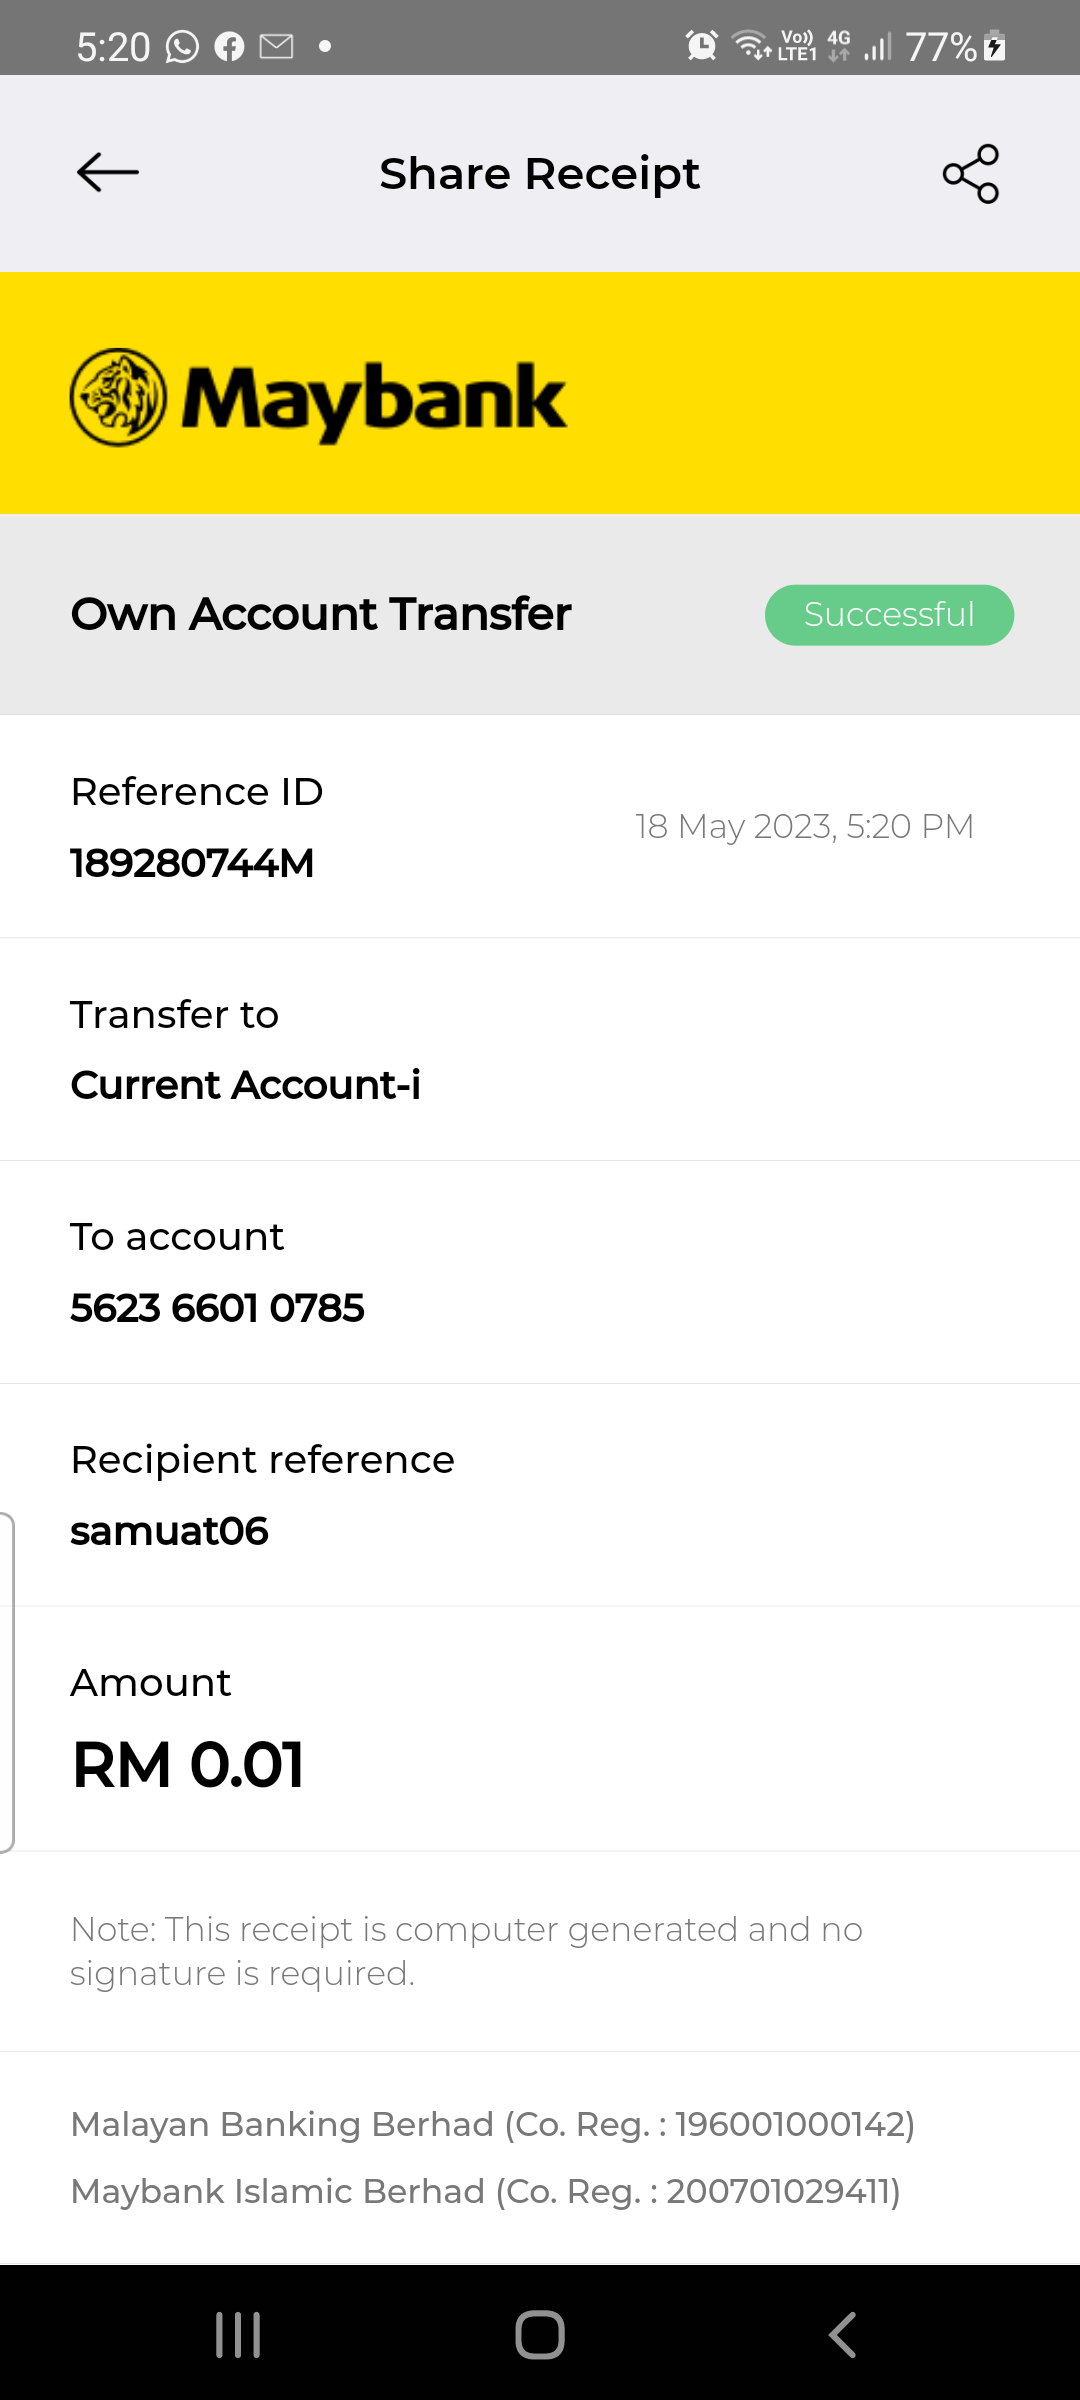 5:20
Vo)) LTE1 4G 77%
Share Receipt
Maybank
Own Account Transfer
Successful
Reference ID
189280744M
18 May 2023, 5:20 PM
Transfer to
Current Account-i
To account
5623 6601 0785
Recipient reference
samuat06
Amount
RM 0.01
Note: This receipt is computer generated and no
signature is required.
Malayan Banking Berhad (Co. Reg. : 196001000142)
Maybank Islamic Berhad (Co. Reg. : 200701029411)